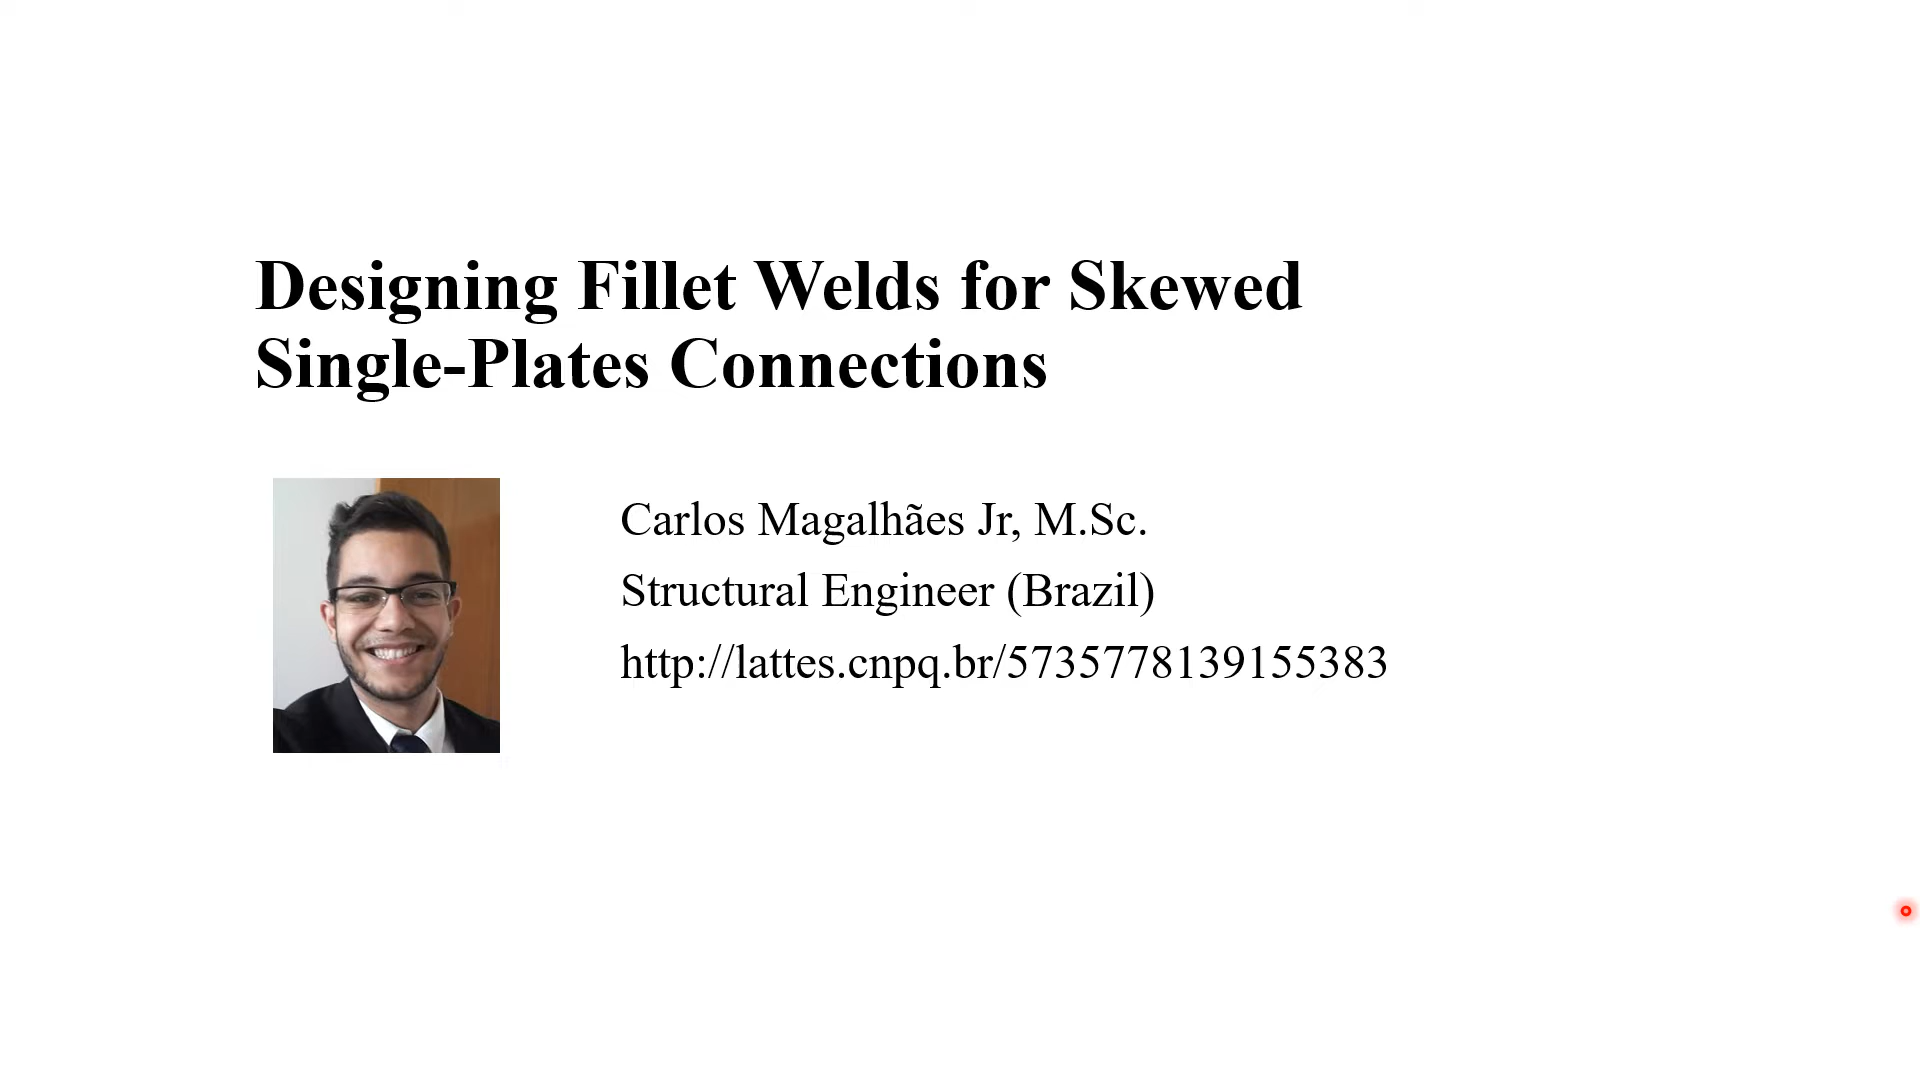 Designing Fillet Welds for Skewed
Single-Plates Connections
Carlos Magalhães Jr, M.Sc.
Structural Engineer (Brazil)
http://lattes.cnpq.br/5735778139155383